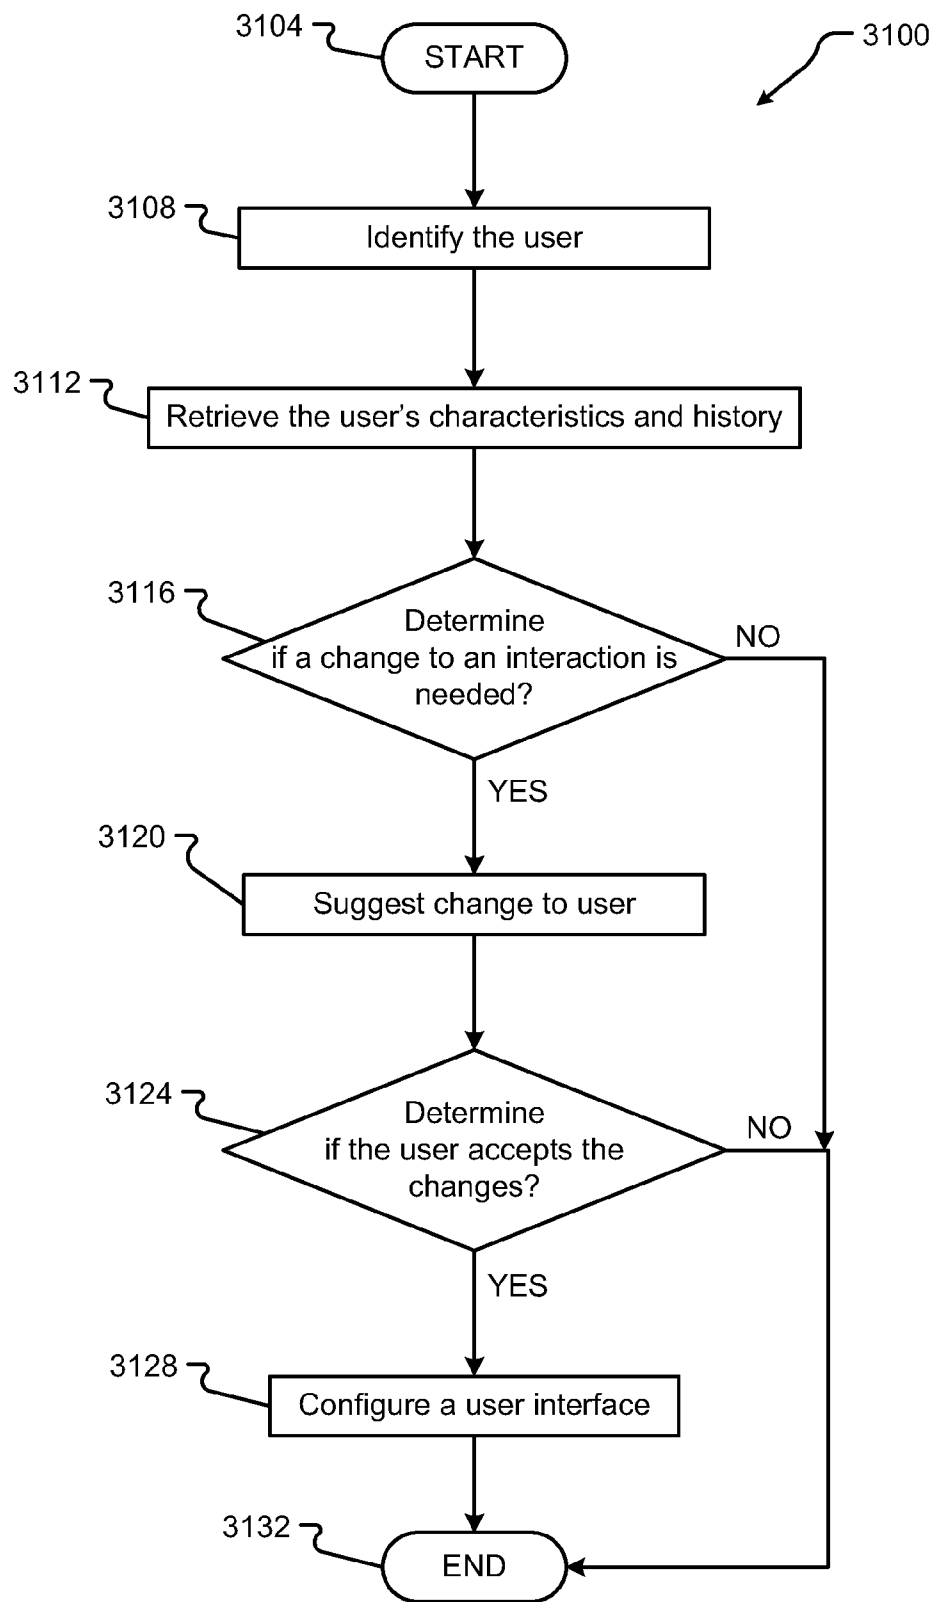 3104
START
3100
3108
Identify the user
3112
Retrieve the user's characteristics and history
3116
Determine
if a change to an interaction is
needed?
NO
YES
3120
Suggest change to user
3124
Determine
if the user accepts the
changes?
NO
YES
3128
Configure a user interface
3132
END